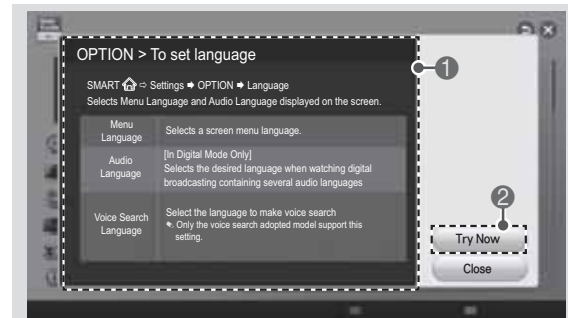 OPTION > To set language
SMART ⇨ Settings ➡ OPTION ➡ Language
Selects Menu Language and Audio Language displayed on the screen.
Menu
Language
Selects a screen menu language.
Audio
Language
[In Digital Mode Only]
Selects the desired language when watching digital
broadcasting containing several audio languages
Voice Search
Language
Select the language to make voice search
Only the voice search adopted model support this
setting.
1
2
Try Now
Close